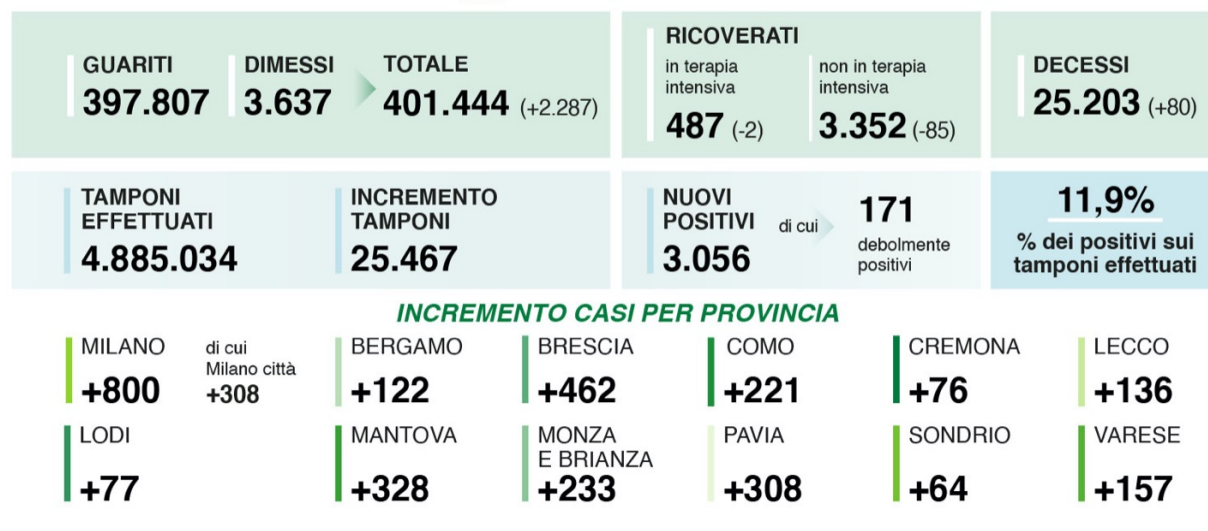 GUARITI
397.807
DIMESSI
3.637
TOTALE
401.444 (+2.287)
RICOVERATI
in terapia
intensiva
487 (-2)
non in terapia
intensiva
3.352 (-85)
DECESSI
25.203 (+80)
TAMPONI
EFFETTUATI
4.885.034
INCREMENTO
TAMPONI
25.467
NUOVI
POSITIVI
3.056
di cui
171
debolmente
positivi
11,9%
% dei positivi sui
tamponi effettuati
INCREMENTO CASI PER PROVINCIA
MILANO
+800
di cui
Milano città
+308
BERGAMO
+122
BRESCIA
+462
COMO
+221
CREMONA
+76
LECCO
+136
LODI
+77
MANTOVA
+328
MONZA
E BRIANZA
+233
PAVIA
+308
SONDRIO
+64
VARESE
+157